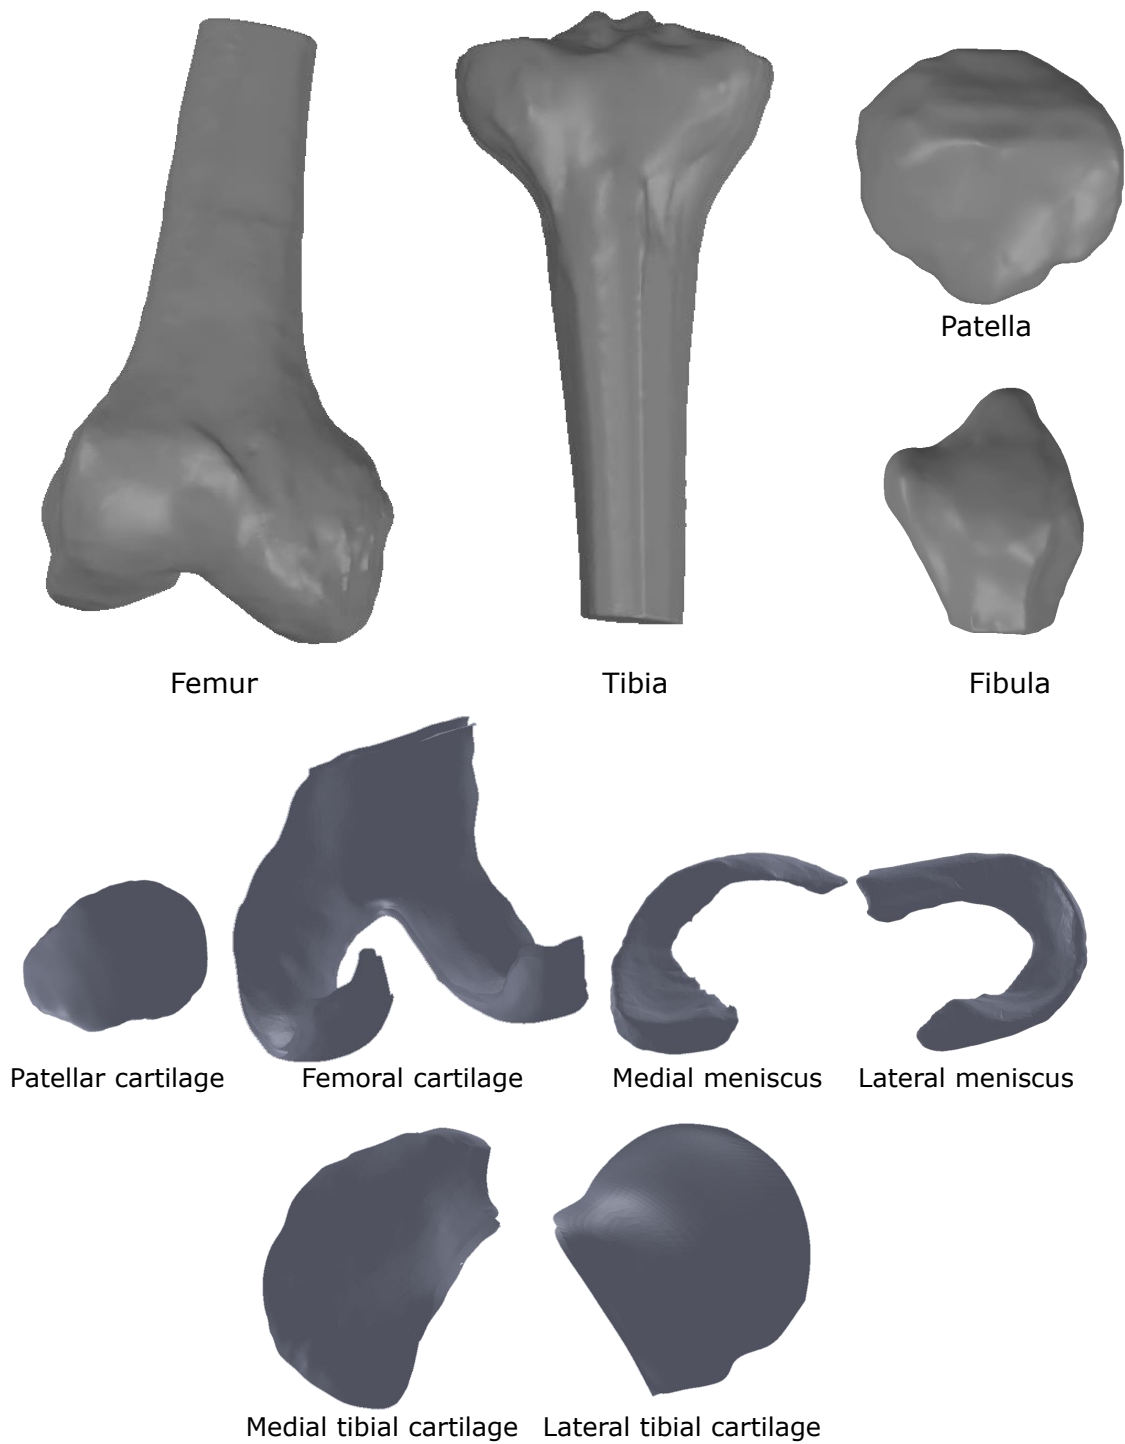 Patella
Femur
Tibia
Fibula
Patellar cartilage
Femoral cartilage
Medial meniscus
Lateral meniscus
Medial tibial cartilage
Lateral tibial cartilage